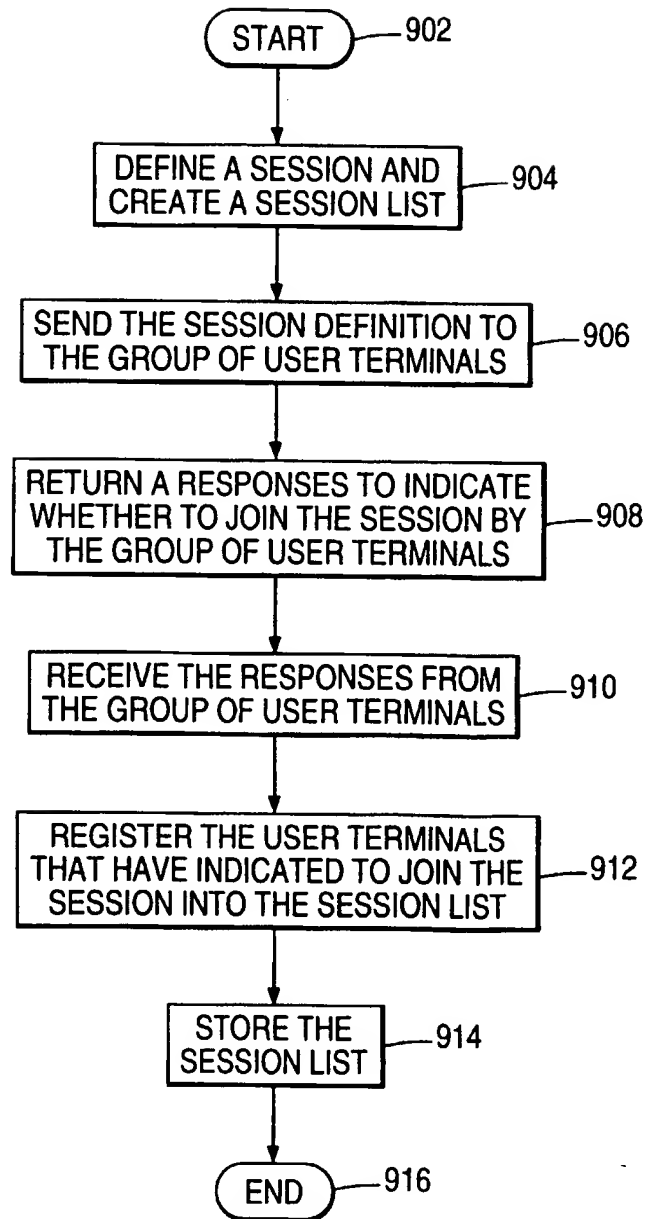 START
902
DEFINE A SESSION AND
CREATE A SESSION LIST
904
SEND THE SESSION DEFINITION TO
THE GROUP OF USER TERMINALS
906
RETURN A RESPONSES TO INDICATE
WHETHER TO JOIN THE SESSION BY
THE GROUP OF USER TERMINALS
908
RECEIVE THE RESPONSES FROM
THE GROUP OF USER TERMINALS
910
REGISTER THE USER TERMINALS
THAT HAVE INDICATED TO JOIN THE
SESSION INTO THE SESSION LIST
912
STORE THE
SESSION LIST
914
END
916